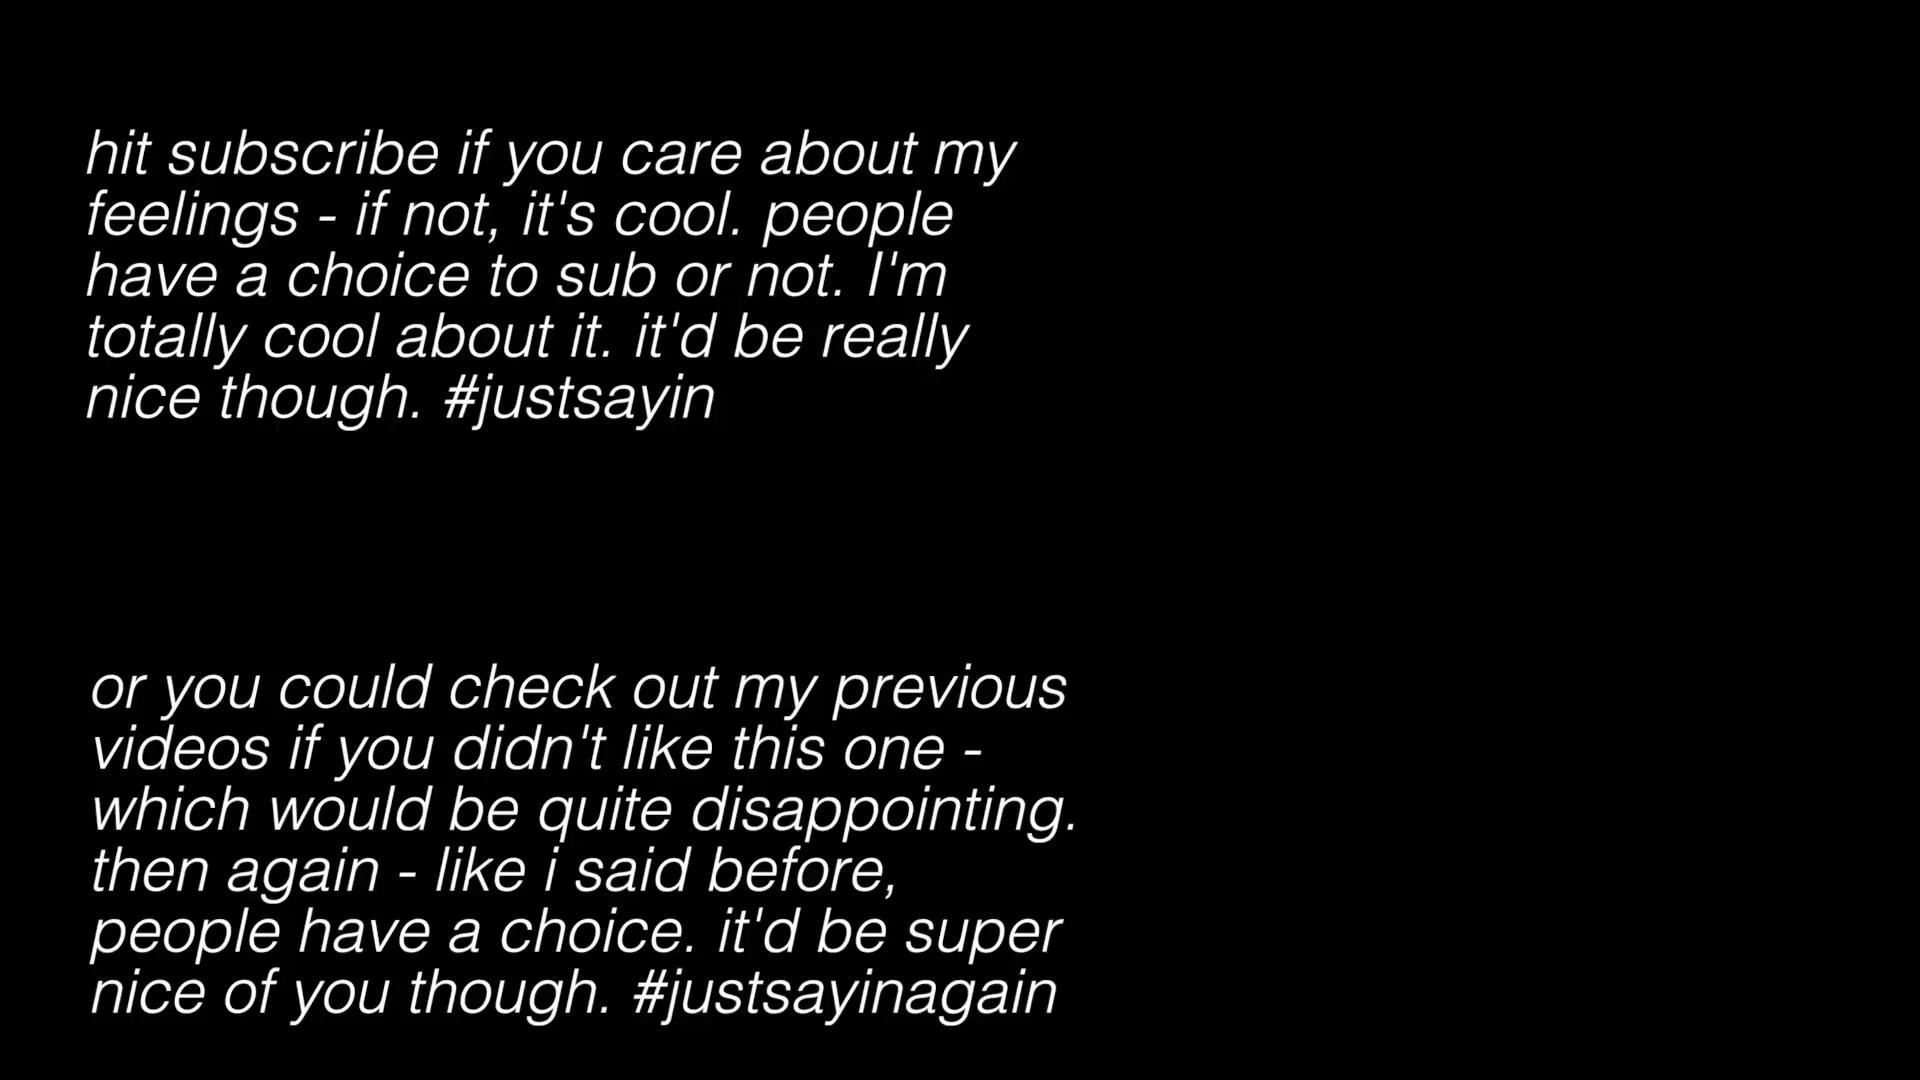 hit subscribe if you care about my
feelings - if not, it's cool. people
have a choice to sub or not. I'm
totally cool about it. it'd be really
nice though. #justsayin
or you could check out my previous
videos if you didn't like this one -
which would be quite disappointing.
then again - like i said before,
people have a choice. it'd be super
nice of you though. #justsayinagain